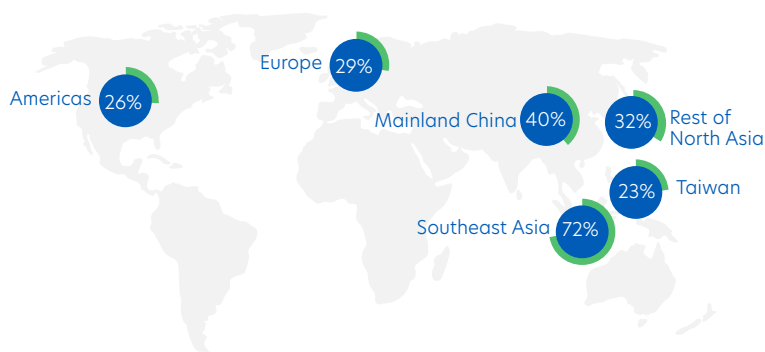 Americas 26%
Europe 29%
Mainland China 40%
32% Rest of
North Asia
23% Taiwan
Southeast Asia 72%